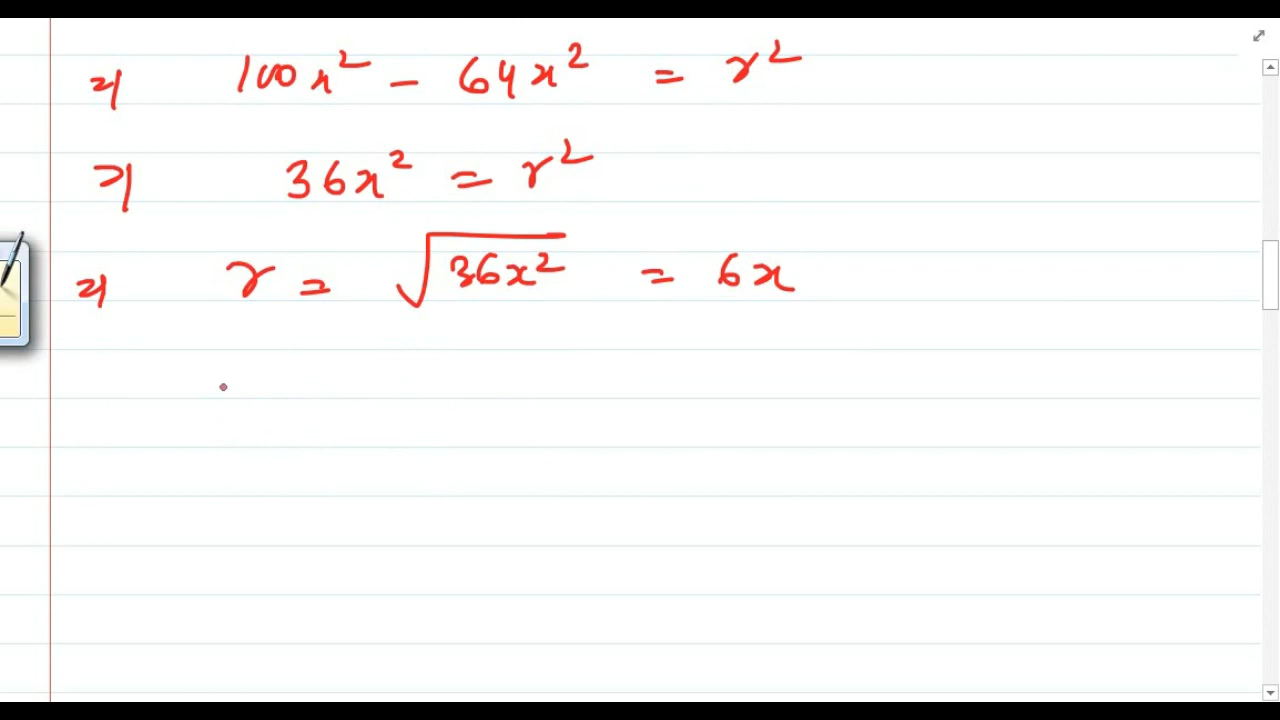 ⇒ 100x² - 64x² = r²
⇒ 36x² = r²
⇒ r = √36x² = 6x